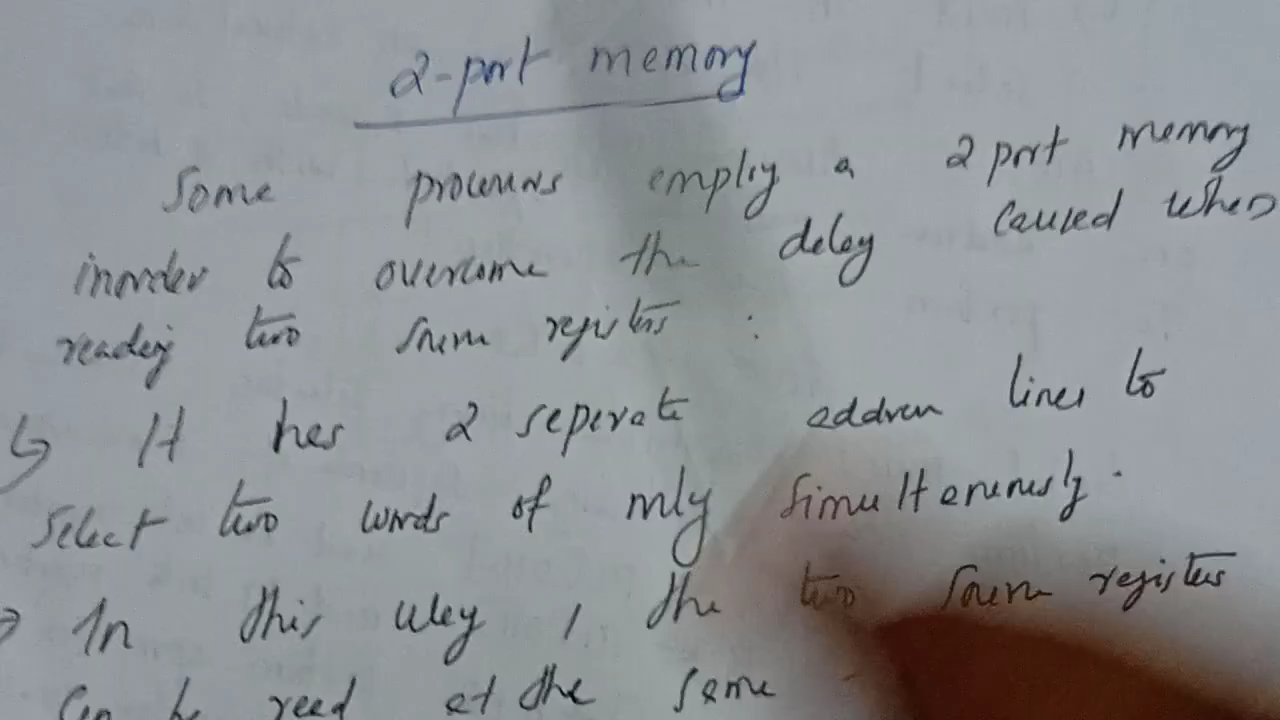 2-port memory
Some processors employ a 2 port memory
inorder to overcome the delay caused when
reading two source registers :
↳ It has 2 seperate address lines to
select two words of mly simultenously.
→ In this way, the two source registers
can be read at the same